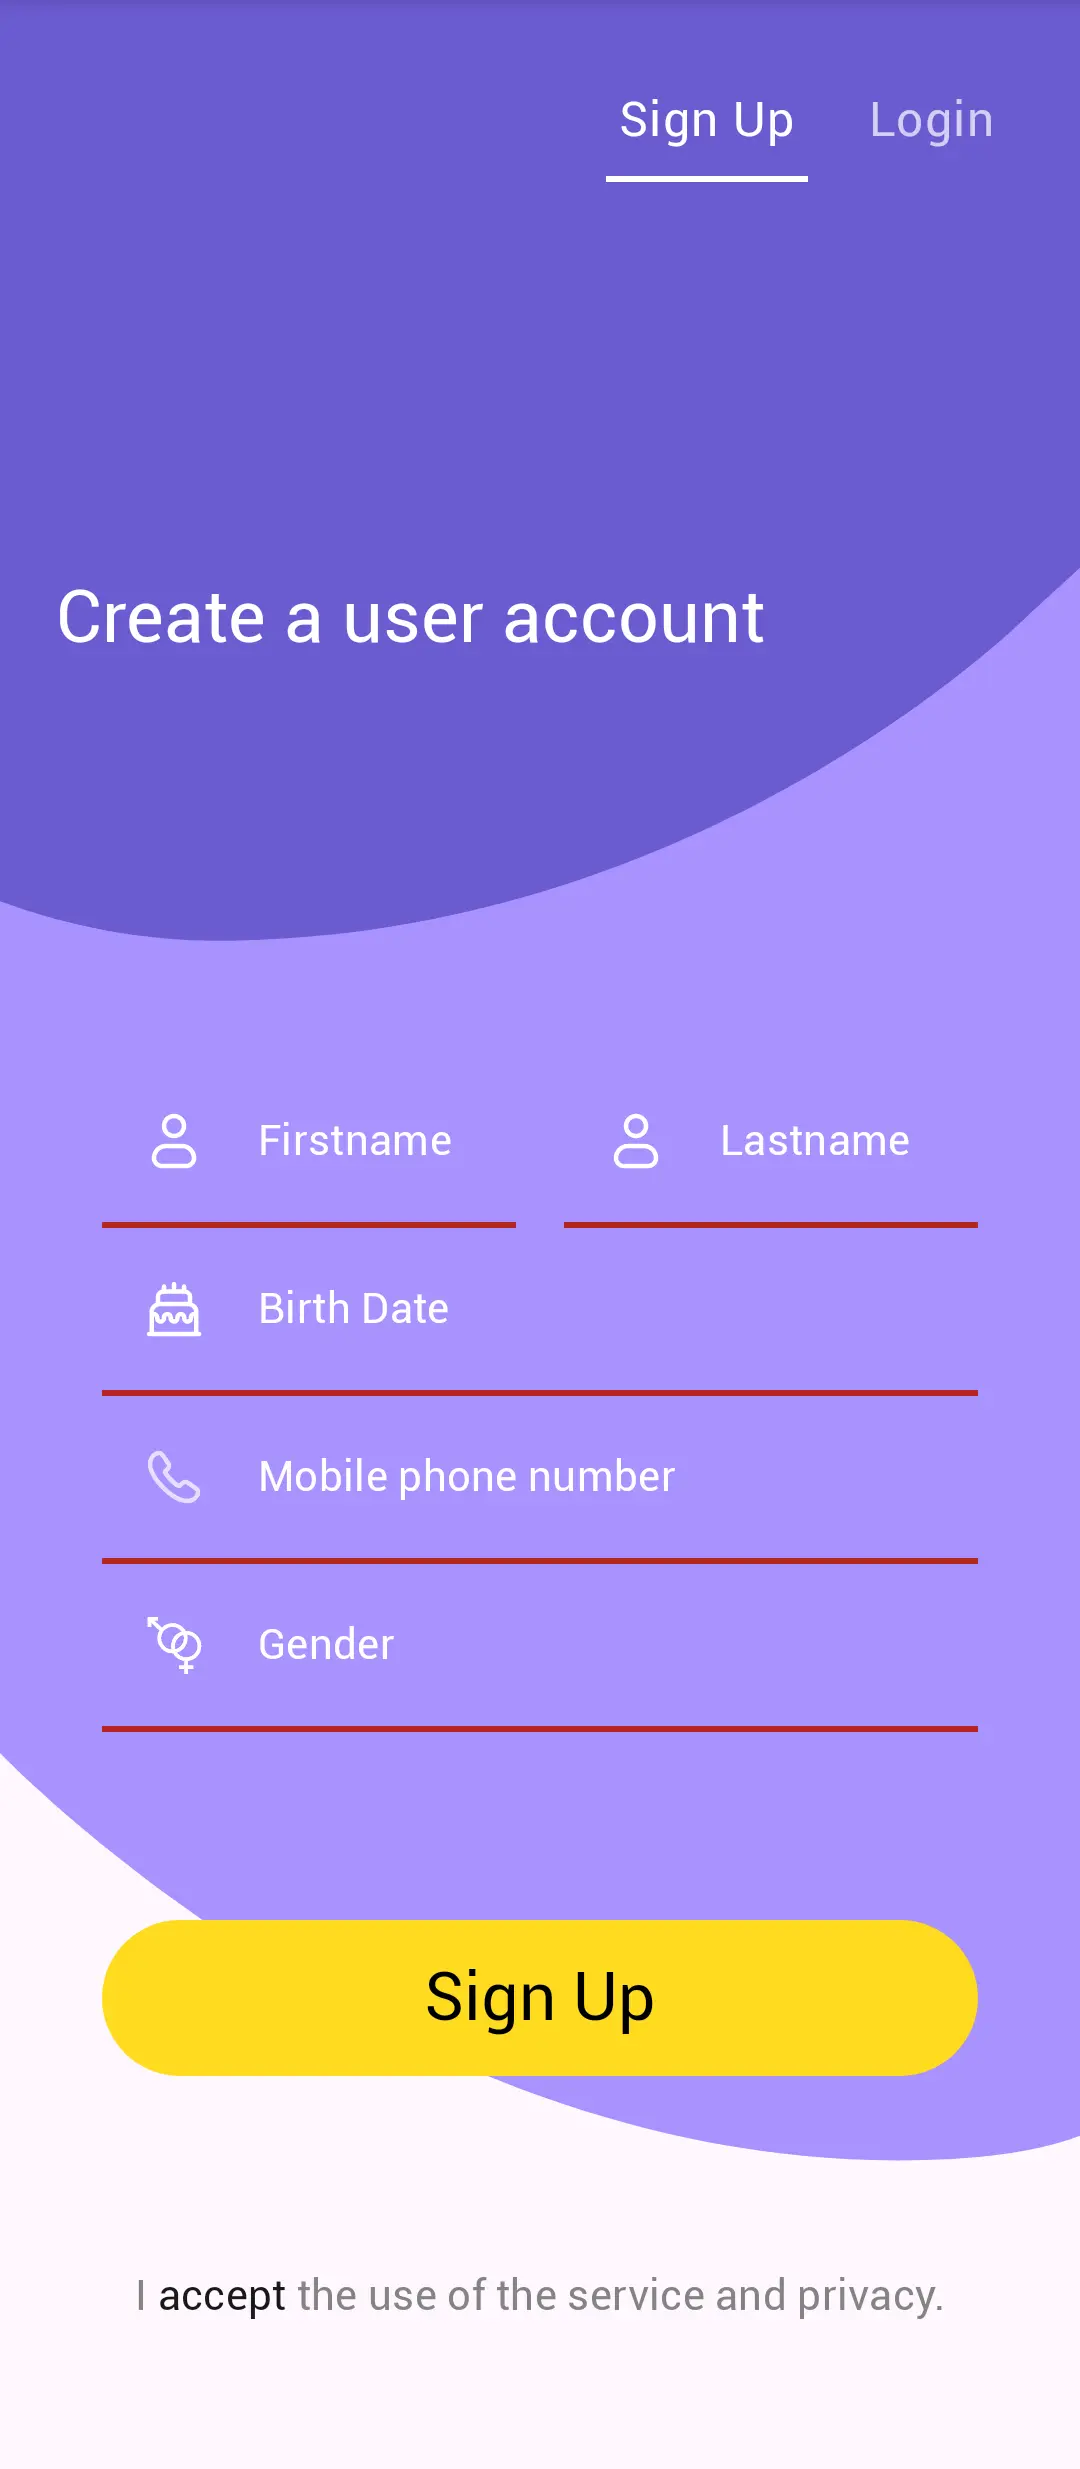 Sign Up Login
Create a user account
Firstname Lastname
Birth Date
Mobile phone number
Gender
Sign Up
I accept the use of the service and privacy.